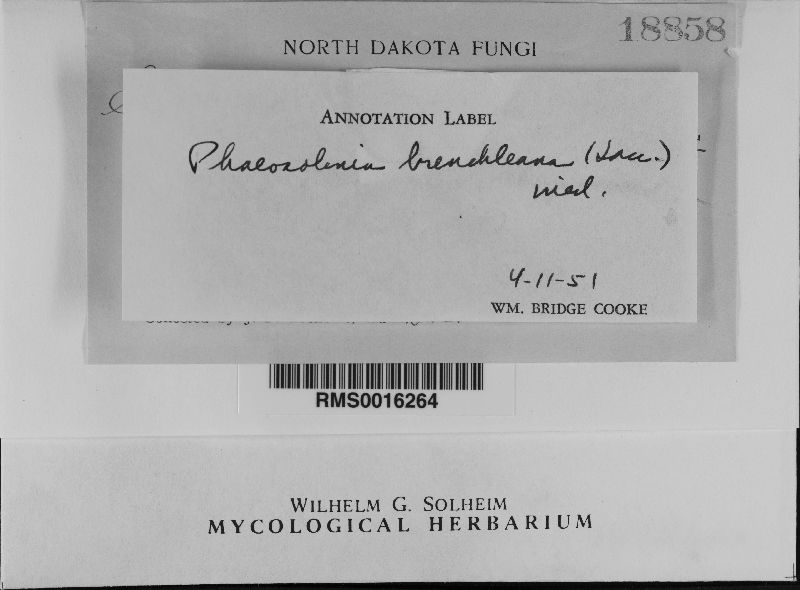 18858
NORTH DAKOTA FUNGI
ANNOTATION LABEL
Phaeosolenia brenckleana (Sacc.)
ined.
4-11-51
WM. BRIDGE COOKE
RMS0016264
WILHELM G. SOLHEIM
MYCOLOGICAL HERBARIUM